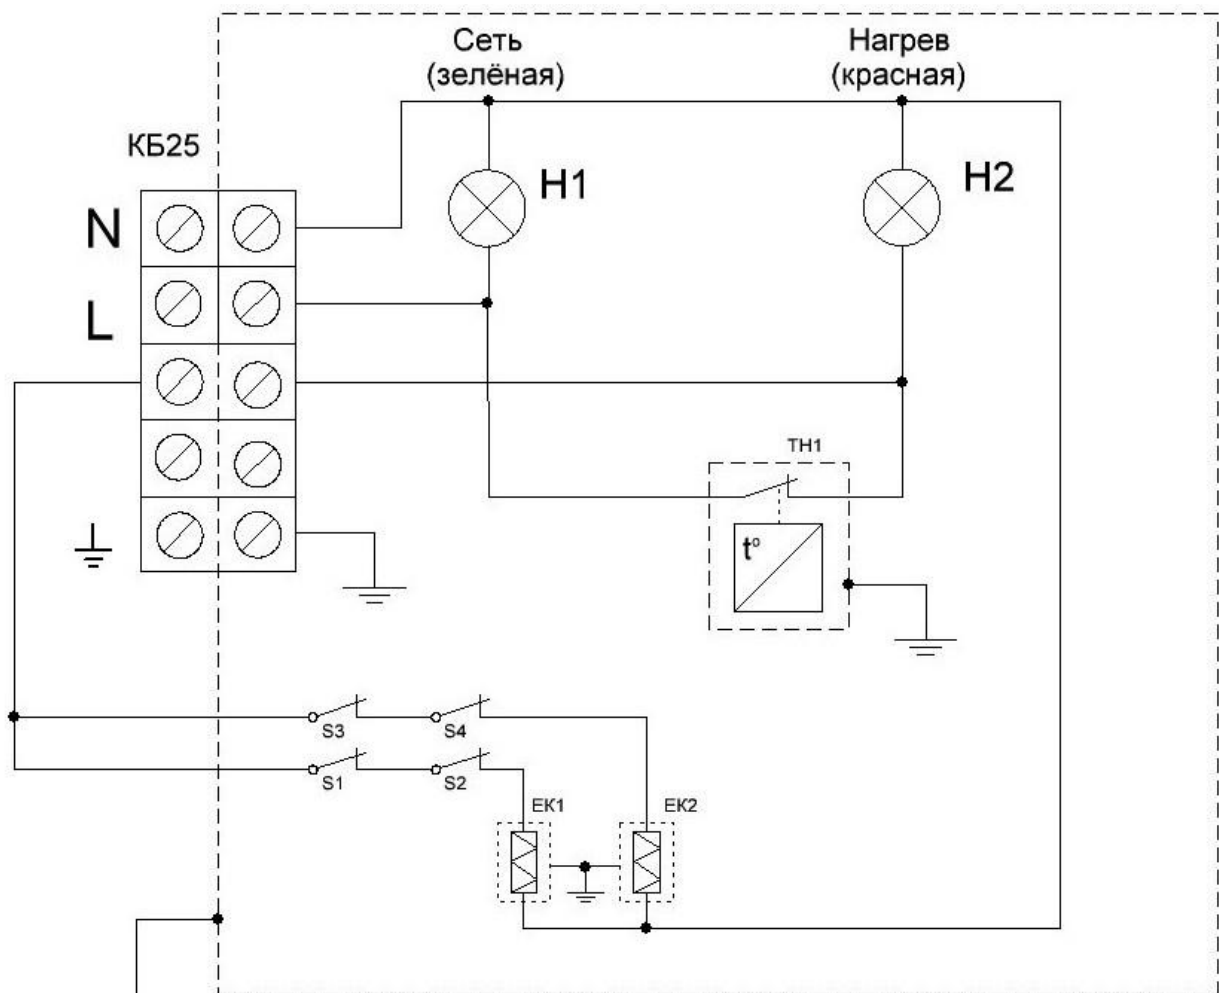 Сеть
(зелёная)
Нагрев
(красная)
КБ25
H1
H2
N
L
TH1
t°
S3
S4
S1
S2
EK1
EK2